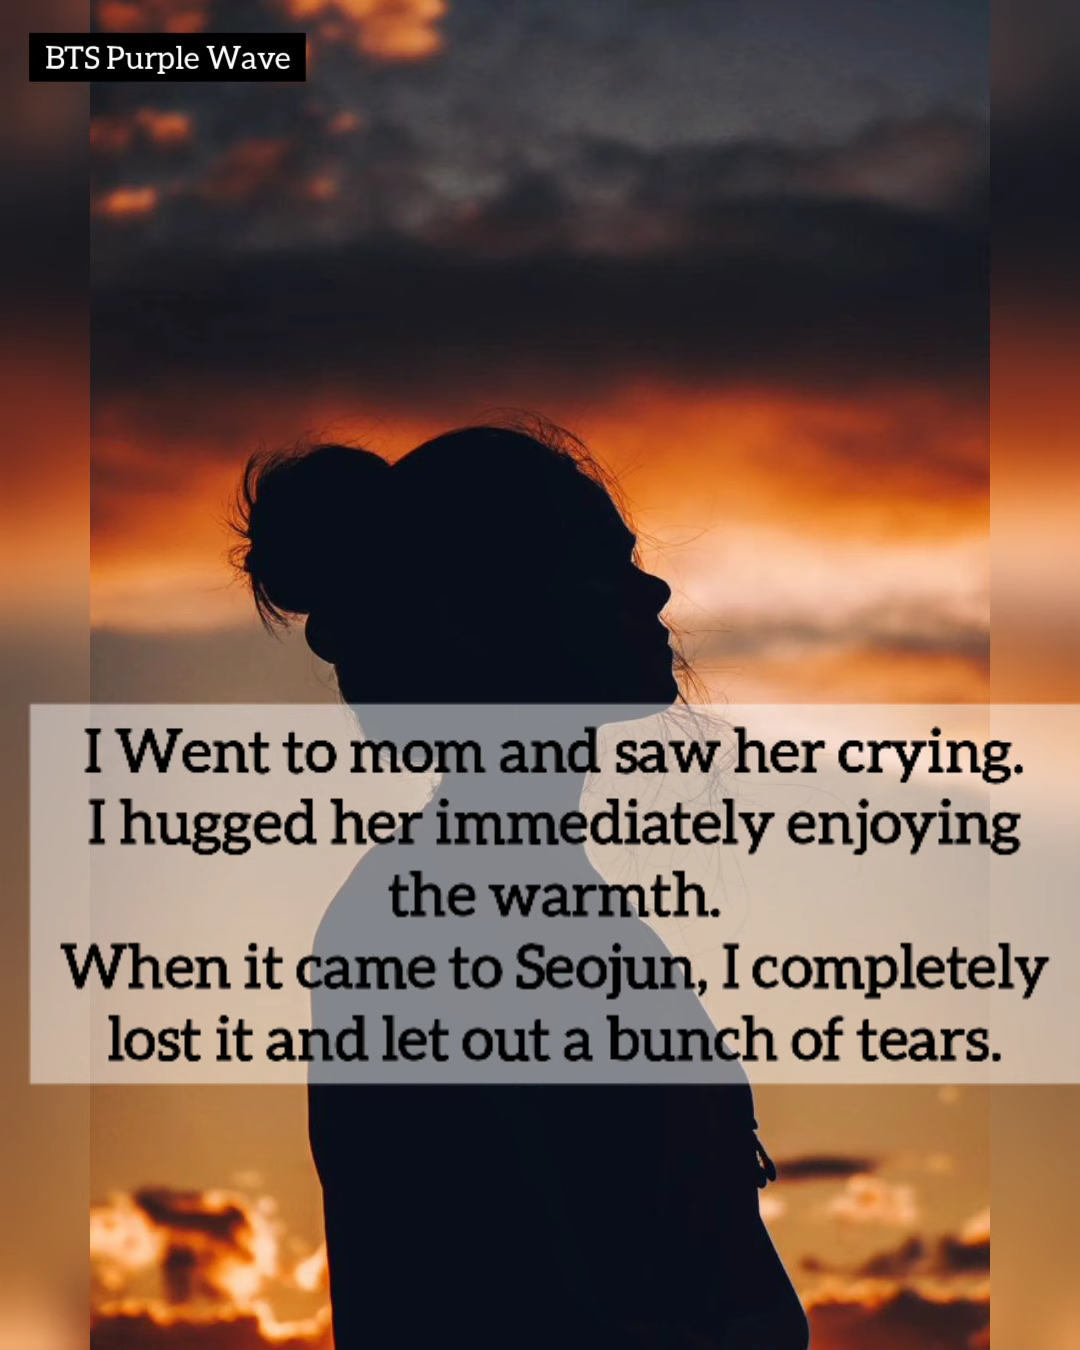 BTS Purple Wave
I Went to mom and saw her crying.
I hugged her immediately enjoying
the warmth.
When it came to Seojun, I completely
lost it and let out a bunch of tears.